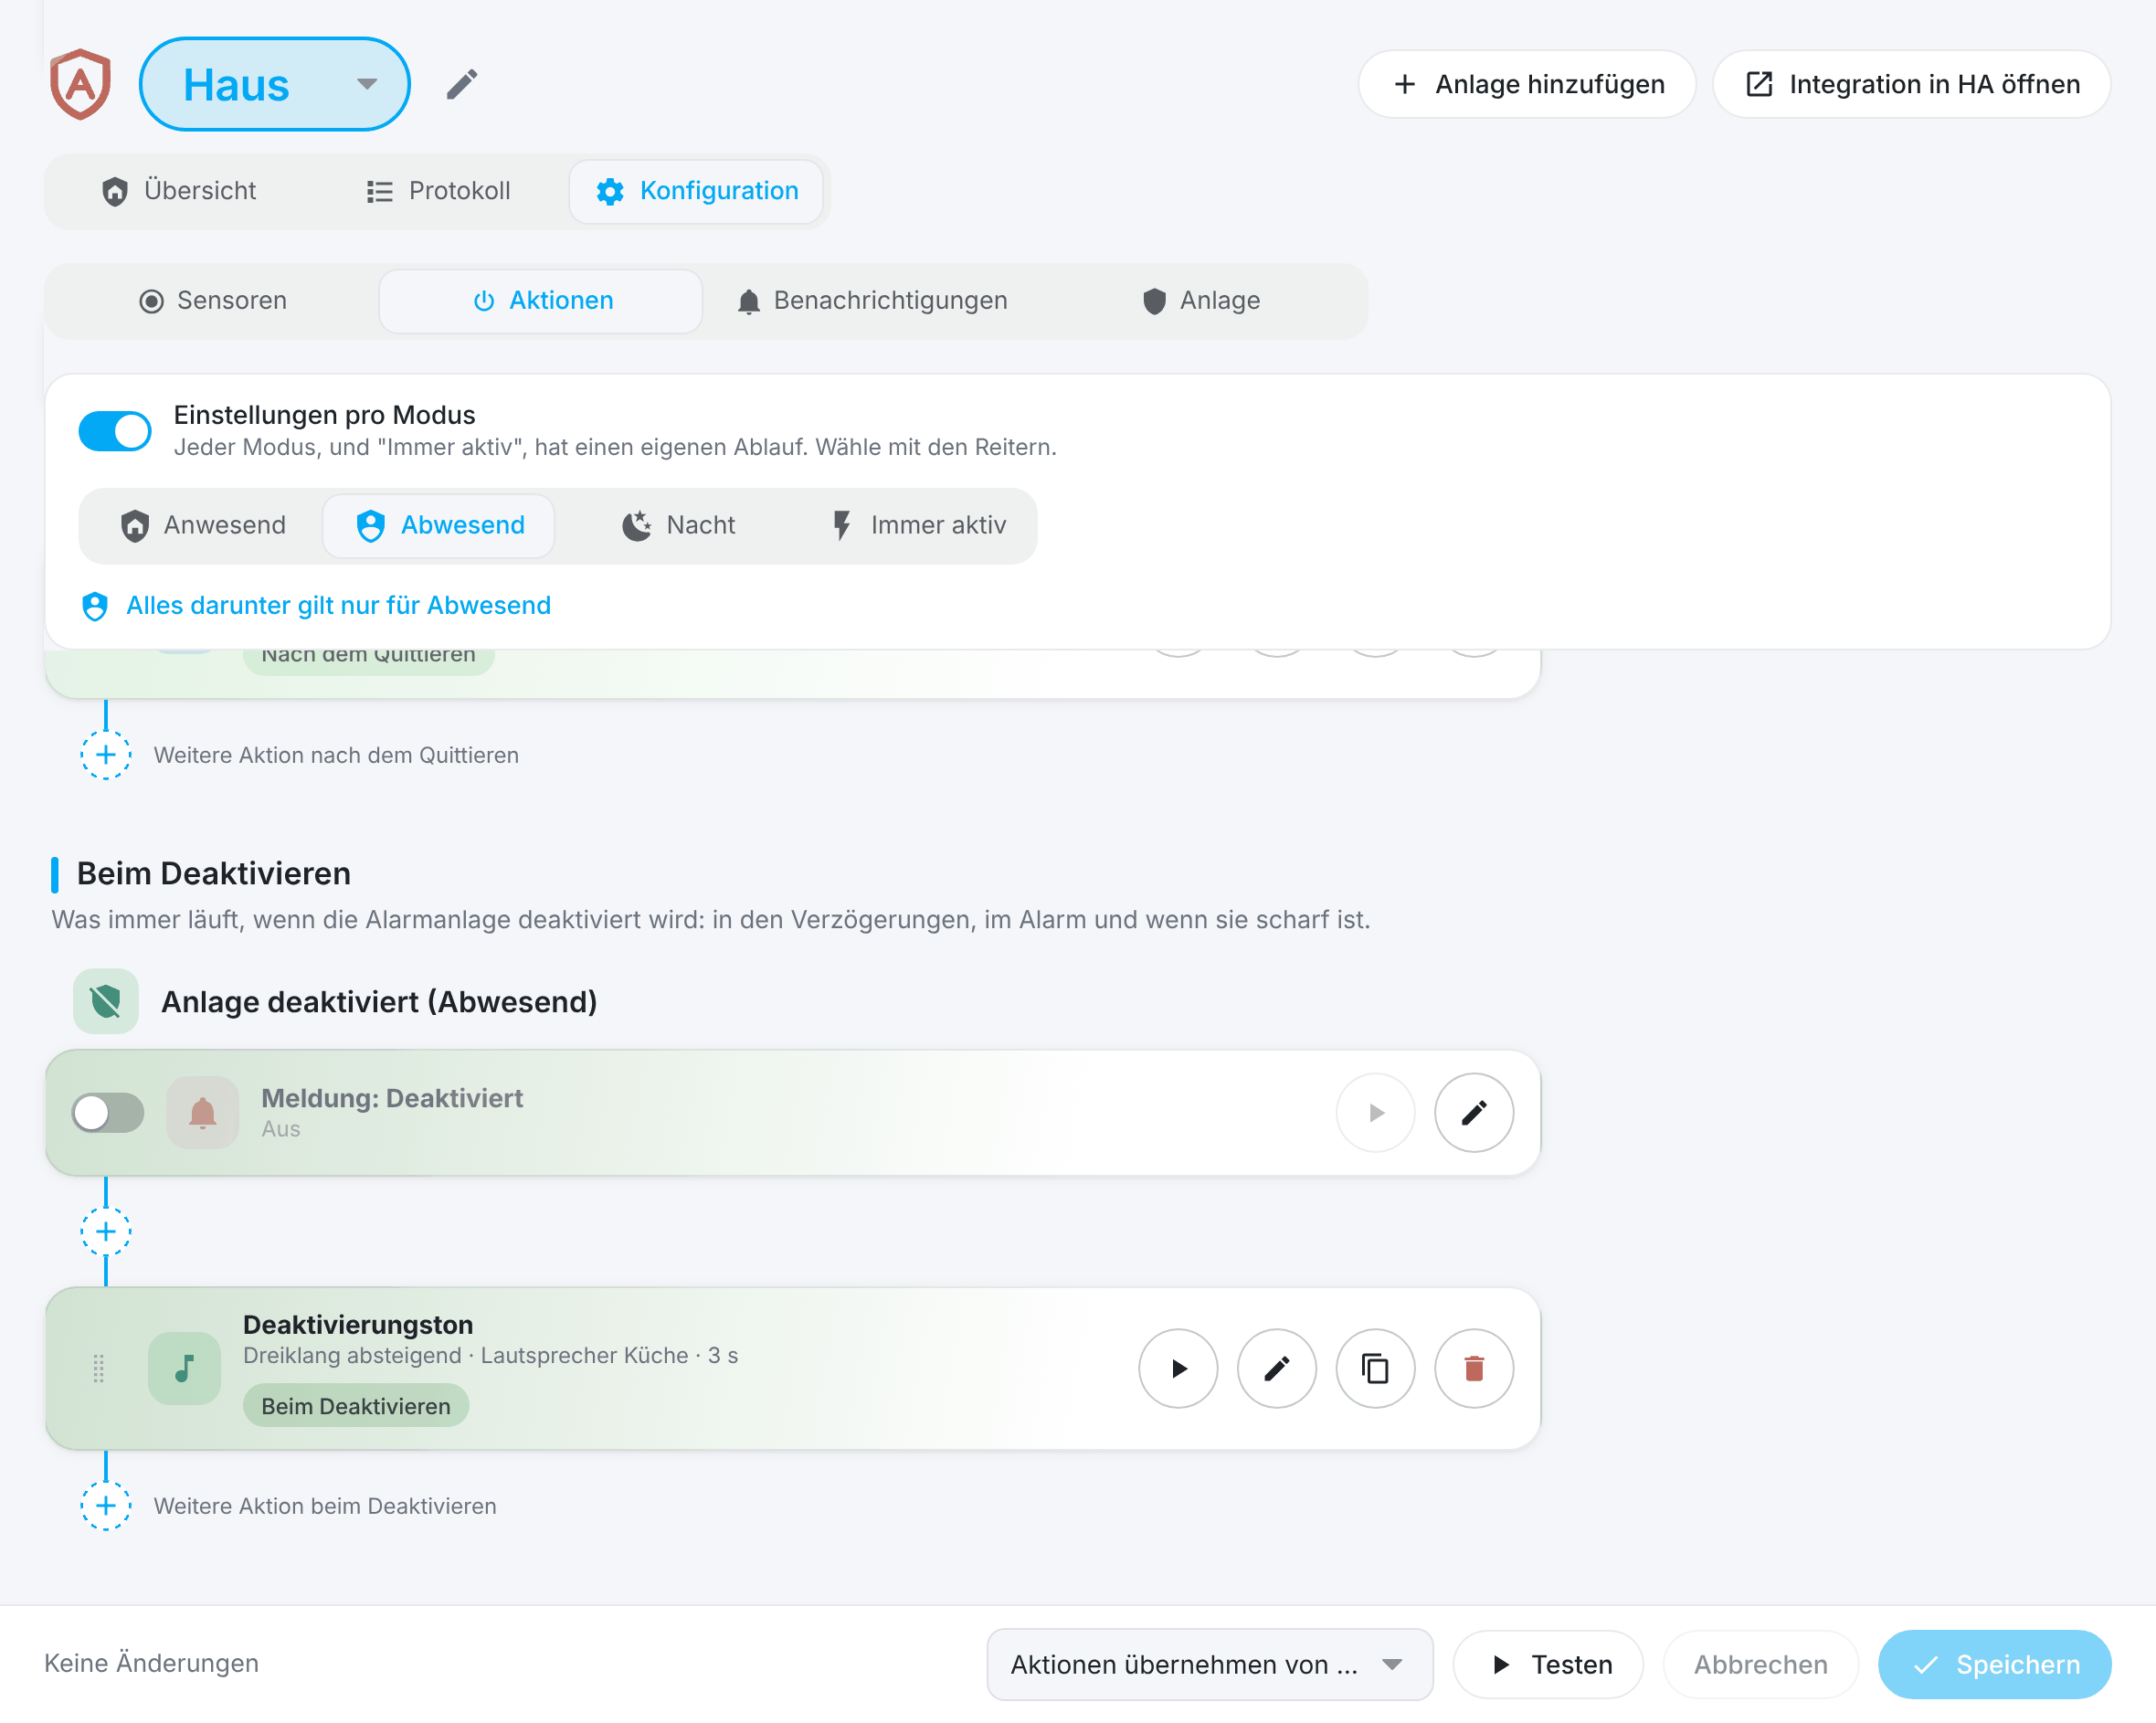 Haus
Anlage hinzufügen
Integration in HA öffnen
Übersicht
Protokoll
Konfiguration
Sensoren
Aktionen
Benachrichtigungen
Anlage
Einstellungen pro Modus
Jeder Modus, und "Immer aktiv", hat einen eigenen Ablauf. Wähle mit den Reitern.
Anwesend
Abwesend
Nacht
Immer aktiv
Alles darunter gilt nur für Abwesend
Nach dem Quittieren
Weitere Aktion nach dem Quittieren
Beim Deaktivieren
Was immer läuft, wenn die Alarmanlage deaktiviert wird: in den Verzögerungen, im Alarm und wenn sie scharf ist.
Anlage deaktiviert (Abwesend)
Meldung: Deaktiviert
Aus
Deaktivierungston
Dreiklang absteigend · Lautsprecher Küche · 3 s
Beim Deaktivieren
Weitere Aktion beim Deaktivieren
Keine Änderungen
Aktionen übernehmen von ...
Testen
Abbrechen
Speichern